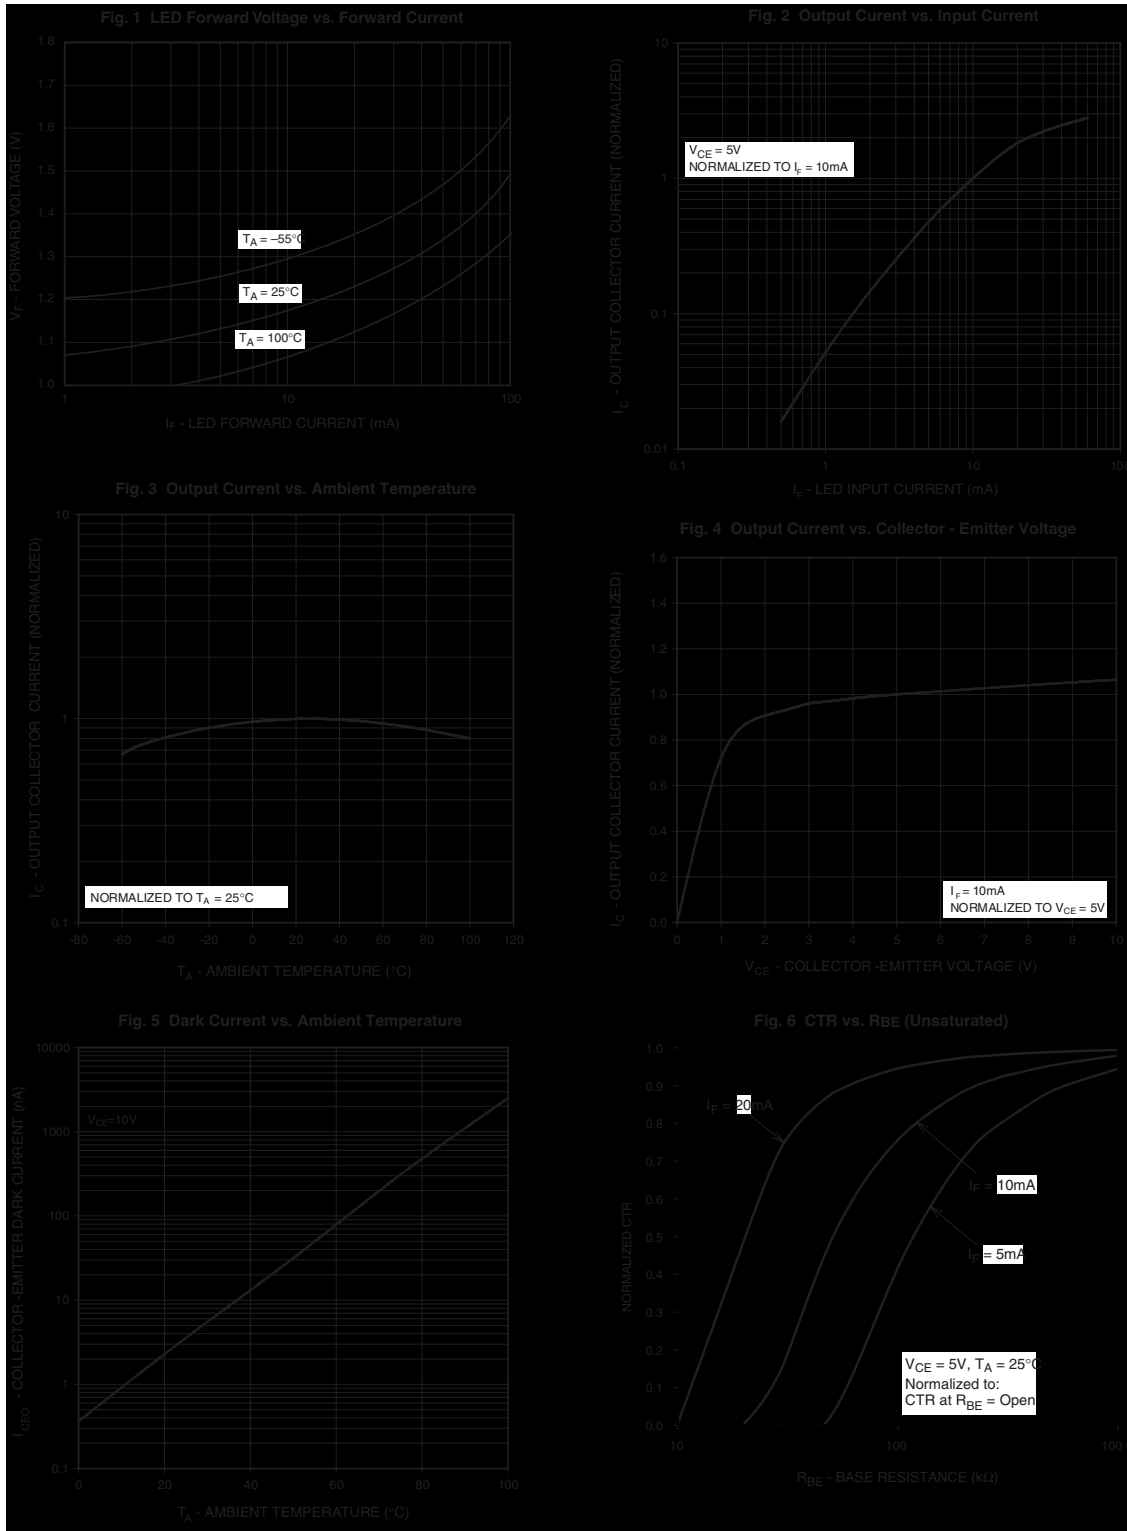 Fig. 1 LED Forward Voltage vs. Forward Current
1.8
1.7
1.6
1.5
1.4
1.3
1.2
1.1
1.0
VF - FORWARD VOLTAGE (V)
TA = –55°C
TA = 25°C
TA = 100°C
1
10
100
IF - LED FORWARD CURRENT (mA)
Fig. 2 Output Curent vs. Input Current
10
1
0.1
0.01
IC - OUTPUT COLLECTOR CURRENT (NORMALIZED)
VCE = 5V
NORMALIZED TO IF = 10mA
0.1
1
10
100
IF - LED INPUT CURRENT (mA)
Fig. 3 Output Current vs. Ambient Temperature
10
1
0.1
IC - OUTPUT COLLECTOR CURRENT (NORMALIZED)
NORMALIZED TO TA = 25°C
-80 -60 -40 -20 0 20 40 60 80 100 120
TA - AMBIENT TEMPERATURE (°C)
Fig. 4 Output Current vs. Collector - Emitter Voltage
1.6
1.4
1.2
1.0
0.8
0.6
0.4
0.2
0.0
IC - OUTPUT COLLECTOR CURRENT (NORMALIZED)
IF = 10mA
NORMALIZED TO VCE = 5V
0 1 2 3 4 5 6 7 8 9 10
VCE - COLLECTOR -EMITTER VOLTAGE (V)
Fig. 5 Dark Current vs. Ambient Temperature
10000
1000
100
10
1
0.1
ICEO - COLLECTOR -EMITTER DARK CURRENT (nA)
VCE=10V
0 20 40 60 80 100
TA - AMBIENT TEMPERATURE (°C)
Fig. 6 CTR vs. RBE (Unsaturated)
1.0
0.9
0.8
0.7
0.6
0.5
0.4
0.3
0.2
0.1
0.0
NORMALIZED CTR
IF = 20mA
IF = 10mA
IF = 5mA
VCE = 5V, TA = 25°C
Normalized to:
CTR at RBE = Open
10
100
100
RBE - BASE RESISTANCE (kΩ)